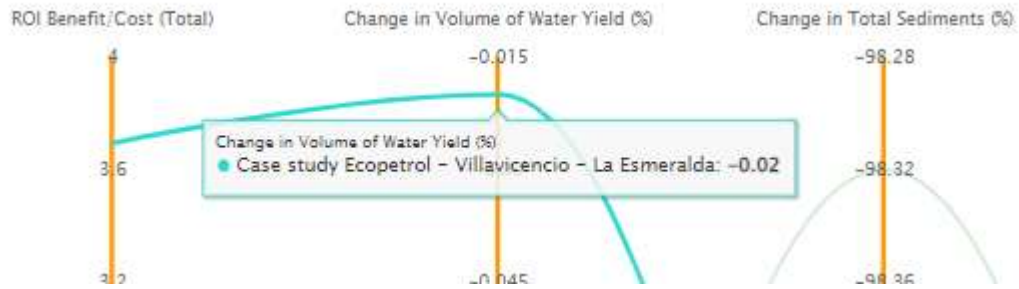 ROI Benefit/Cost (Total) Change in Volume of Water Yield (%) Change in Total Sediments (%)
4 -0.015 -98.28
Change in Volume of Water Yield (%)
Case study Ecopetrol - Villavicencio - La Esmeralda: -0.02
3.6 -98.32
3.2 -0.045 -98.36